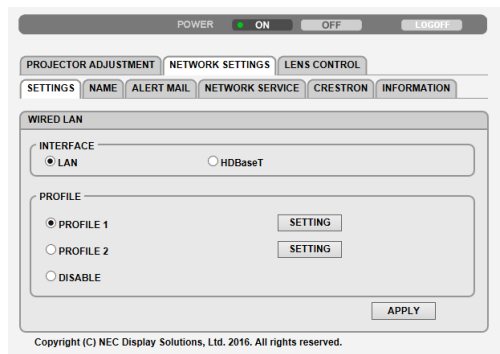 POWER ON OFF LOGOFF
PROJECTOR ADJUSTMENT NETWORK SETTINGS LENS CONTROL
SETTINGS NAME ALERT MAIL NETWORK SERVICE CRESTRON INFORMATION
WIRED LAN
INTERFACE
LAN HDBaseT
PROFILE
PROFILE 1 SETTING
PROFILE 2 SETTING
DISABLE
APPLY
Copyright (C) NEC Display Solutions, Ltd. 2016. All rights reserved.